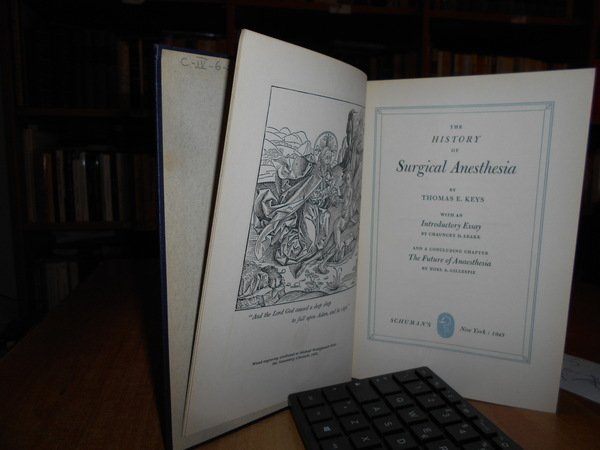 C-IV-6-
"And the Lord God caused a deep sleep
to fall upon Adam, and he slept"
THE
HISTORY
OF
Surgical Anesthesia
BY
THOMAS E. KEYS
WITH AN
Introductory Essay
BY CHAUNCEY D. LEAKE
AND A CONCLUDING CHAPTER
The Future of Anaesthesia
BY NOEL A. GILLESPIE
SCHUMAN'S
New York : 1945